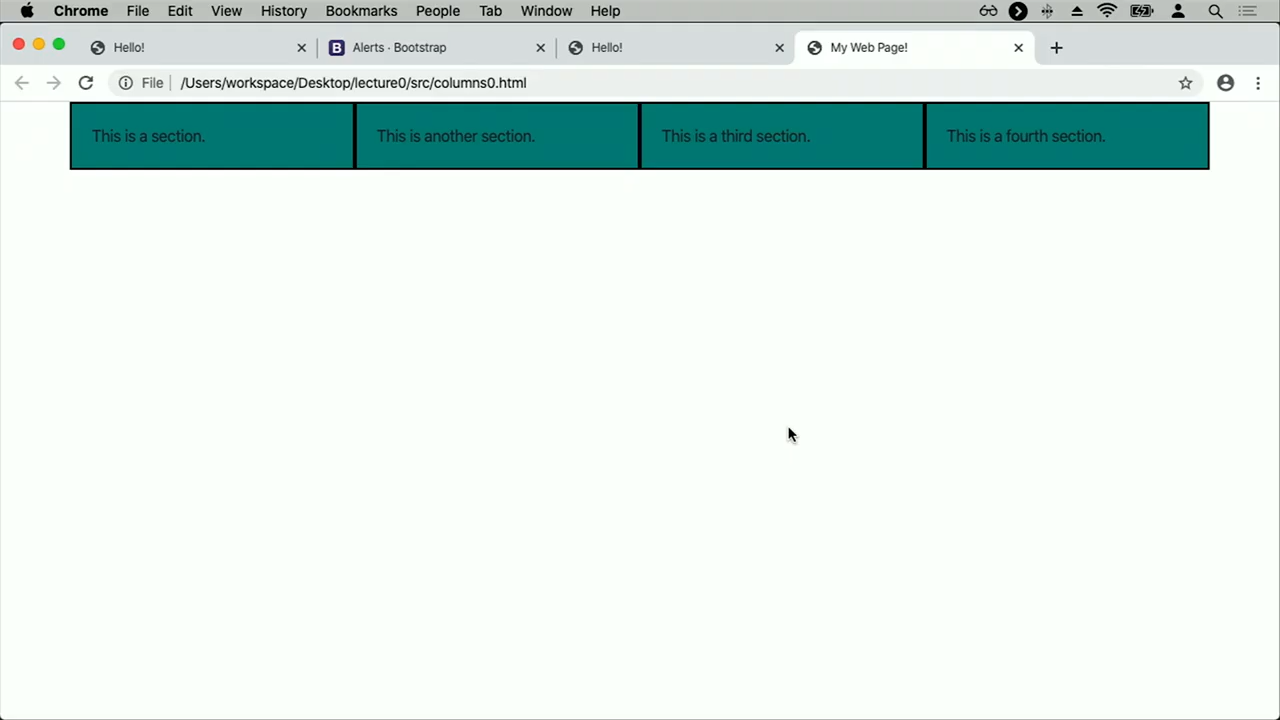 Chrome File Edit View History Bookmarks People Tab Window Help
Hello! B Alerts · Bootstrap Hello! My Web Page!
File /Users/workspace/Desktop/lecture0/src/columns0.html
This is a section. This is another section. This is a third section. This is a fourth section.